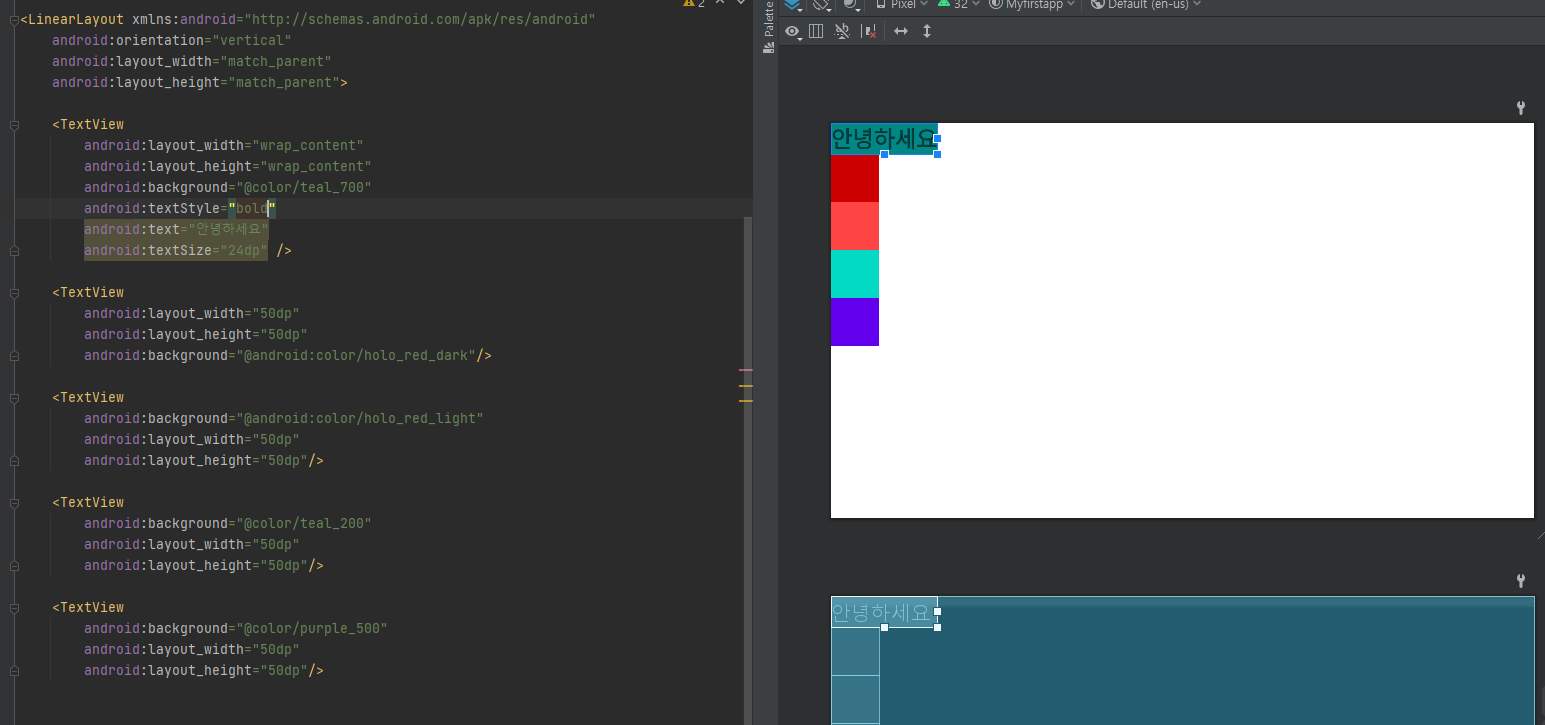 2
<LinearLayout xmlns:android="http://schemas.android.com/apk/res/android"
android:orientation="vertical"
android:layout_width="match_parent"
android:layout_height="match_parent">
<TextView
android:layout_width="wrap_content"
android:layout_height="wrap_content"
android:background="@color/teal_700"
android:textStyle="bold"
android:text="안녕하세요"
android:textSize="24dp" />
<TextView
android:layout_width="50dp"
android:layout_height="50dp"
android:background="@android:color/holo_red_dark"/>
<TextView
android:background="@android:color/holo_red_light"
android:layout_width="50dp"
android:layout_height="50dp"/>
<TextView
android:background="@color/teal_200"
android:layout_width="50dp"
android:layout_height="50dp"/>
<TextView
android:background="@color/purple_500"
android:layout_width="50dp"
android:layout_height="50dp"/>
Palette
Pixel 32 Myfirstapp Default (en-us)
안녕하세요
안녕하세요